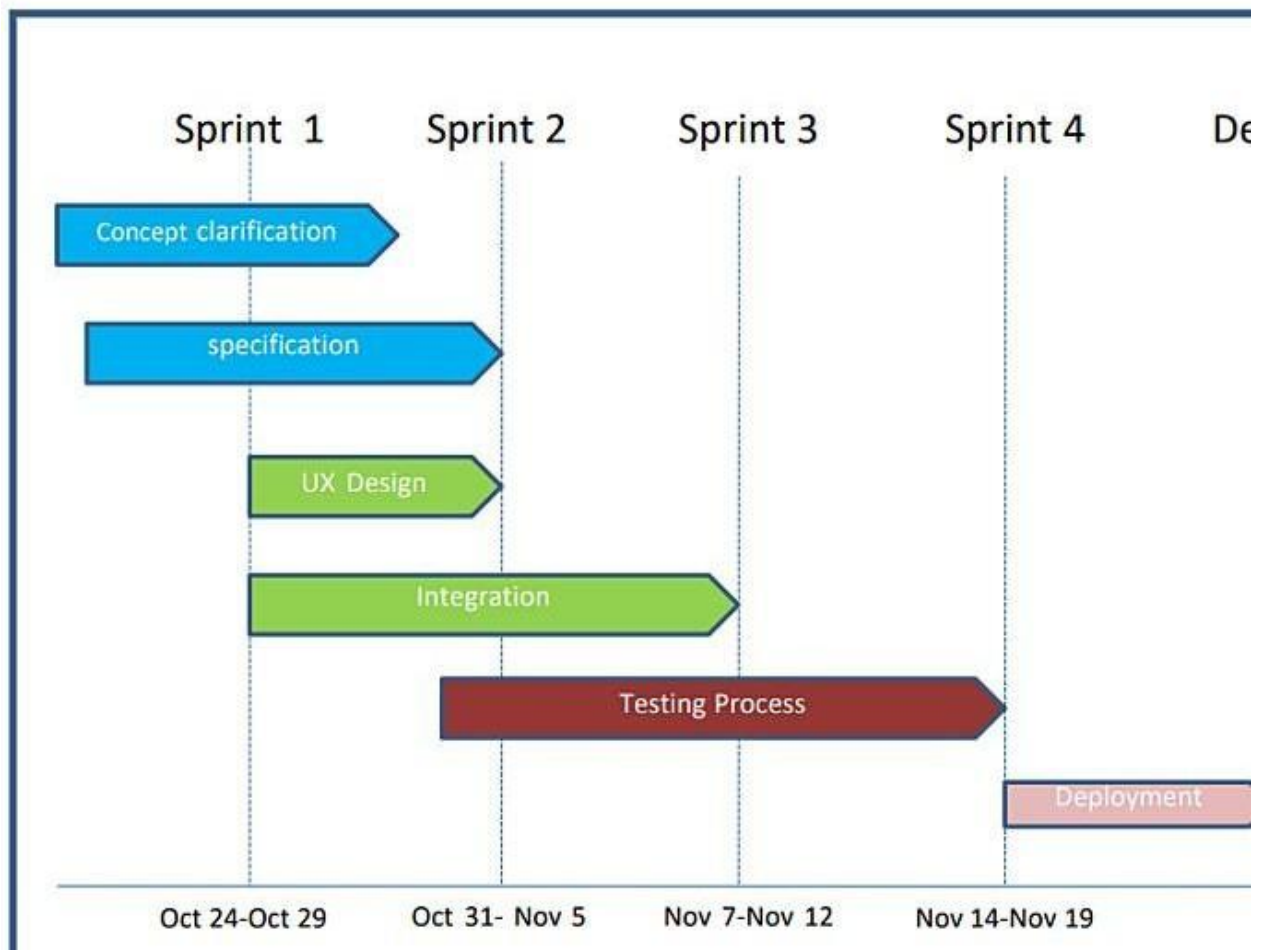 Sprint 1 Sprint 2 Sprint 3 Sprint 4 De
Concept clarification
specification
UX Design
Integration
Testing Process
Deployment
Oct 24-Oct 29 Oct 31- Nov 5 Nov 7-Nov 12 Nov 14-Nov 19